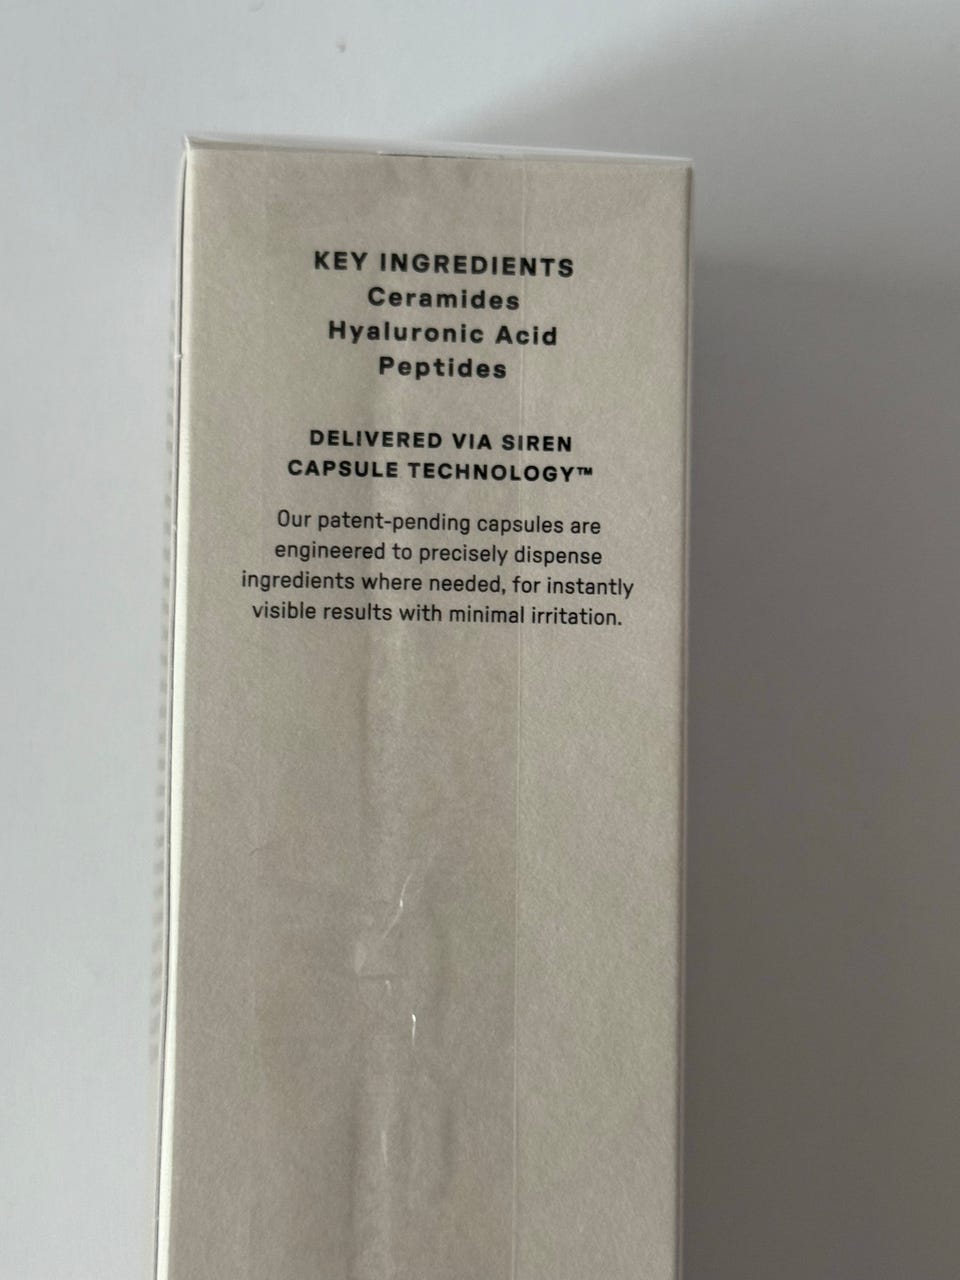 KEY INGREDIENTS
Ceramides
Hyaluronic Acid
Peptides
DELIVERED VIA SIREN
CAPSULE TECHNOLOGY™
Our patent-pending capsules are
engineered to precisely dispense
ingredients where needed, for instantly
visible results with minimal irritation.